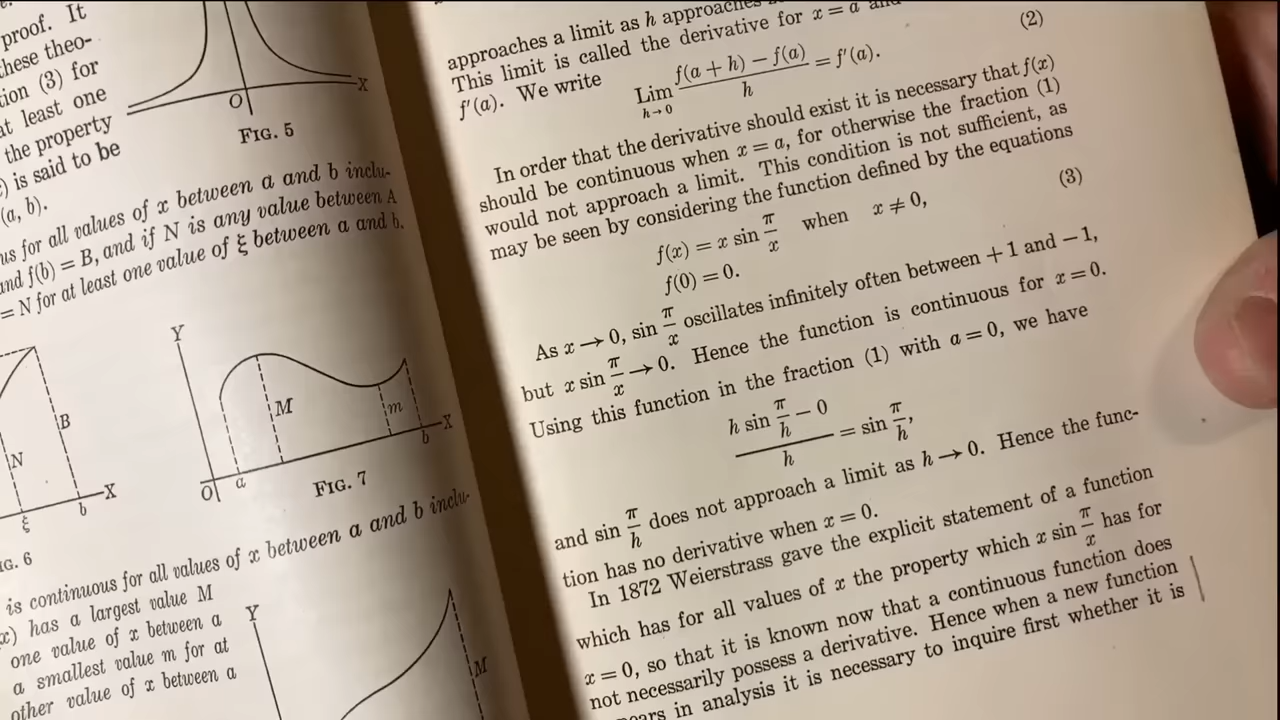 proof. It
these theo-
tion (3) for
at least one
the property
) is said to be
(a, b).
X
O
FIG. 5
us for all values of x between a and b inclu-
and f(b) = B, and if N is any value between A
= N for at least one value of ξ between a and b.
N
B
ξ
b
X
IG. 6
Y
M
m
O
a
b
X
FIG. 7
is continuous for all values of x between a and b inclu-
x) has a largest value M
one value of x between a
a smallest value m for at
other value of x between a
Y
M
approaches a limit as h approaches
This limit is called the derivative for x = a and
f′(a). We write
Lim h→0 (f(a + h) − f(a))/h = f′(a). (2)
In order that the derivative should exist it is necessary that f(x)
should be continuous when x = a, for otherwise the fraction (1)
would not approach a limit. This condition is not sufficient, as
may be seen by considering the function defined by the equations
f(x) = x sin π/x when x ≠ 0, (3)
f(0) = 0.
As x → 0, sin π/x oscillates infinitely often between + 1 and − 1,
but x sin π/x → 0. Hence the function is continuous for x = 0.
Using this function in the fraction (1) with a = 0, we have
(h sin π/h − 0)/h = sin π/h,
and sin π/h does not approach a limit as h → 0. Hence the func-
tion has no derivative when x = 0.
In 1872 Weierstrass gave the explicit statement of a function
which has for all values of x the property which x sin π/x has for
x = 0, so that it is known now that a continuous function does
not necessarily possess a derivative. Hence when a new function
in analysis it is necessary to inquire first whether it is